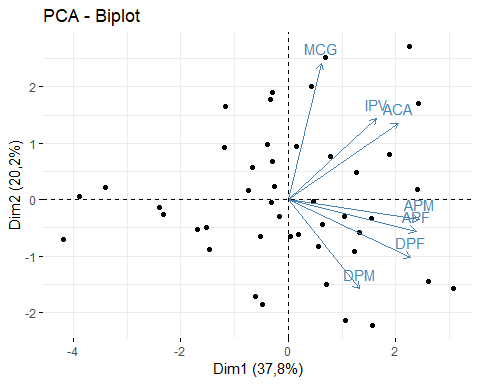 PCA - Biplot
MCG
IPV
ACA
APM
APF
DPF
DPM
2
1
0
-1
-2
Dim2 (20,2%)
-4
-2
0
2
Dim1 (37,8%)